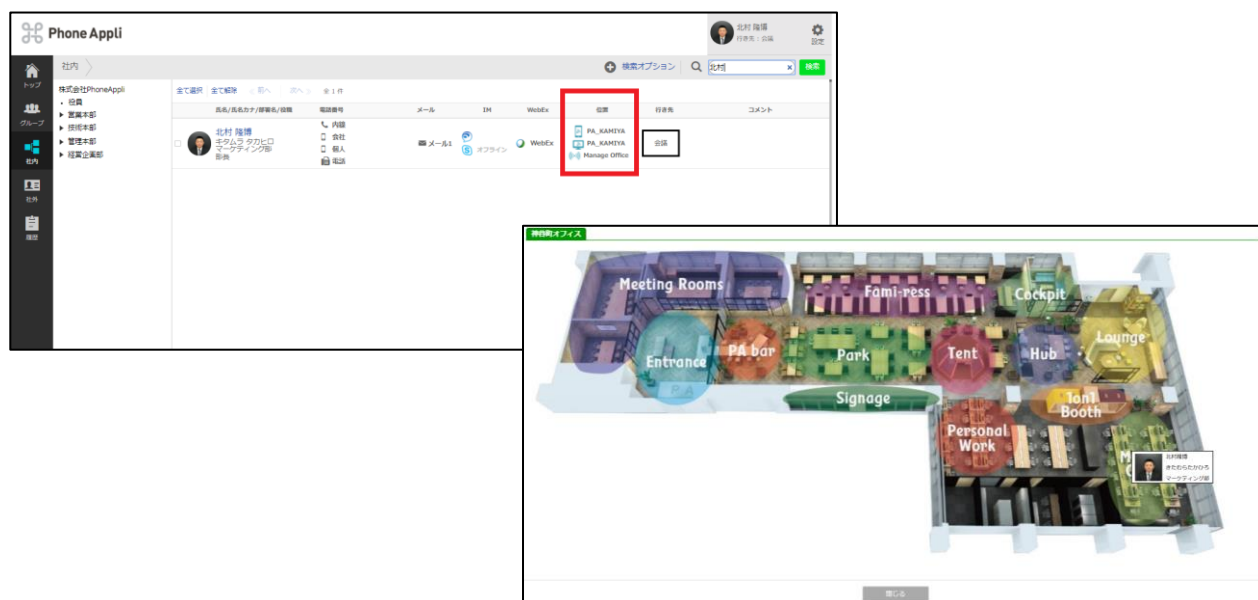 Phone Appli
北村 隆博
行き先 : 会議
設定
トップ
グループ
社内
社外
履歴
社内
検索オプション
北村
×
検索
株式会社PhoneAppli
・ 役員
▶ 営業本部
▶ 技術本部
▶ 管理本部
▶ 経営企画部
全て選択 全て解除 < 前へ 次へ > 全 1 件
氏名/氏名カナ/部署名/役職 電話番号 メール IM WebEx 位置 行き先 コメント
北村 隆博
キタムラ タカヒロ
マーケティング部
部長
内線
会社
個人
電話
メール1
オフライン
WebEx
PA_KAMIYA
PA_KAMIYA
Manage Office
会議
神谷町オフィス
Meeting Rooms
Fami-ress
Cockpit
Entrance
PA bar
Park
Tent
Hub
Lounge
Signage
1on1
Booth
Personal
Work
北村隆博
きたむらたかひろ
マーケティング部
閉じる